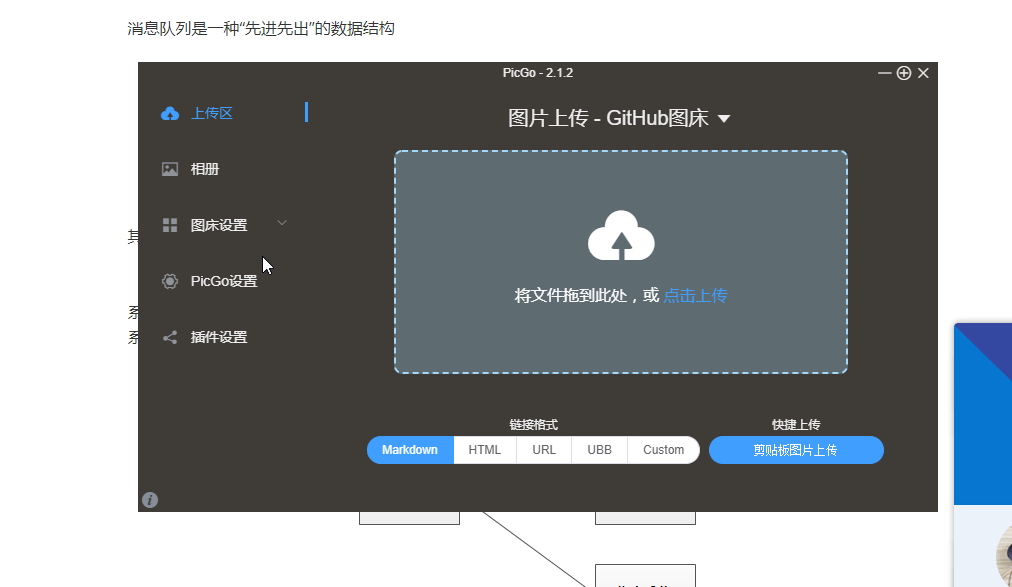 消息队列是一种“先进先出”的数据结构
PicGo - 2.1.2
上传区
图片上传 - GitHub图床
相册
图床设置
PicGo设置
插件设置
将文件拖到此处，或 点击上传
链接格式
快捷上传
Markdown HTML URL UBB Custom
剪贴板图片上传
其
系
系